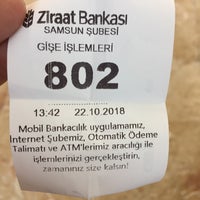 Ziraat Bankası
SAMSUN ŞUBESİ
GİŞE İŞLEMLERİ
802
13:42 22.10.2018
Mobil Bankacılık uygulamamız,
İnternet Şubemiz, Otomatik Ödeme
Talimatı ve ATM'lerimiz aracılığı ile
işlemlerinizi gerçekleştirin,
zamanınız size kalsın!